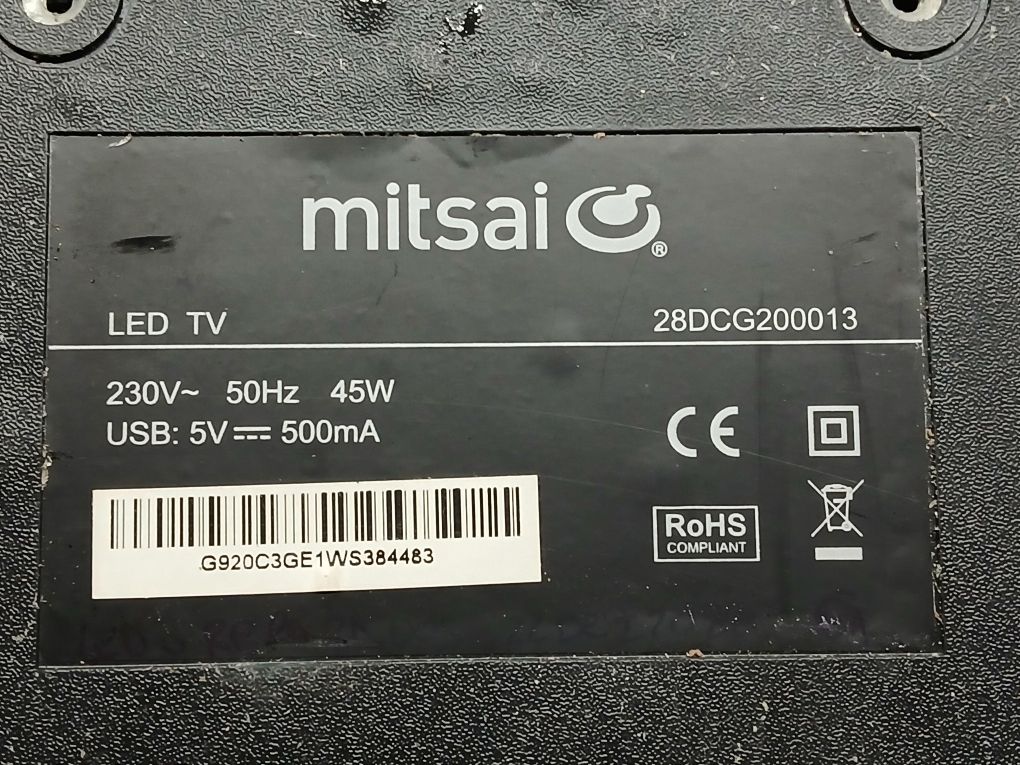 mitsai®
LED TV 28DCG200013
230V~ 50Hz 45W
USB: 5V⎓ 500mA
CE
G920C3GE1WS384483
RoHS
COMPLIANT